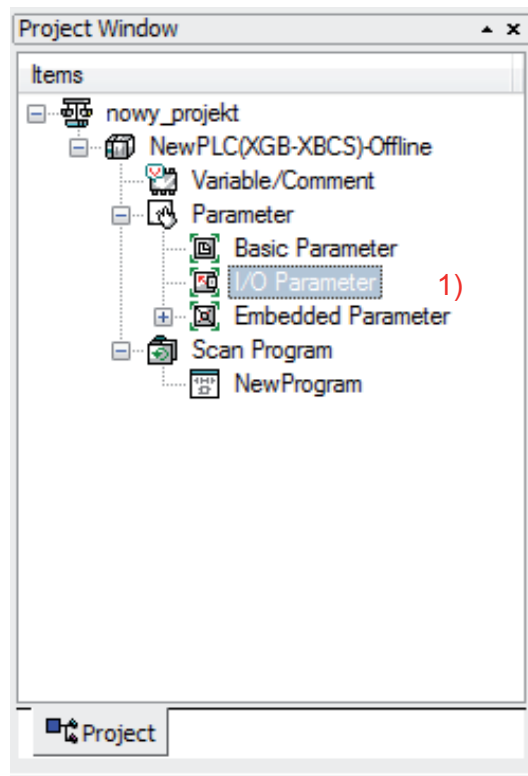 Project Window
Items
nowy_projekt
NewPLC(XGB-XBCS)-Offline
Variable/Comment
Parameter
Basic Parameter
I/O Parameter 1)
Embedded Parameter
Scan Program
NewProgram
Project